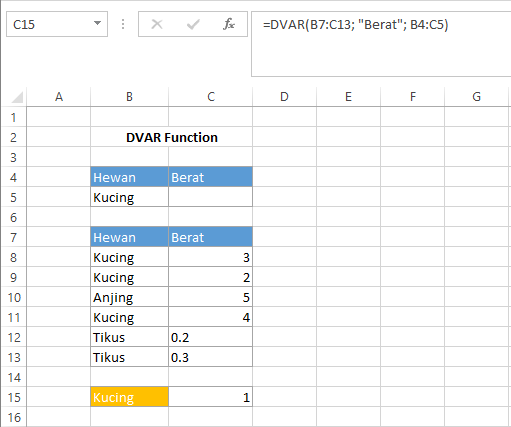 C15 fx =DVAR(B7:C13; "Berat"; B4:C5)
A B C D E F G
1
2 DVAR Function
3
4 Hewan Berat
5 Kucing
6
7 Hewan Berat
8 Kucing 3
9 Kucing 2
10 Anjing 5
11 Kucing 4
12 Tikus 0.2
13 Tikus 0.3
14
15 Kucing 1
16